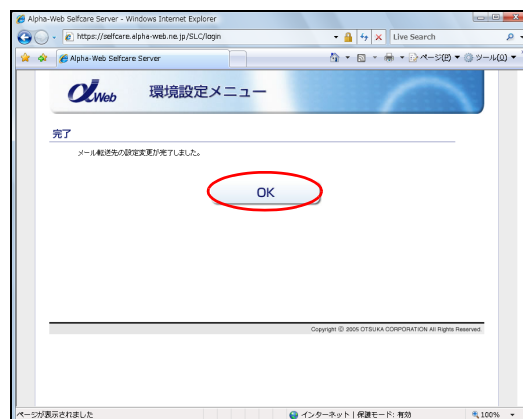 Alpha-Web Selfcare Server - Windows Internet Explorer
https://selfcare.alpha-web.ne.jp/SLC/login
Live Search
Alpha-Web Selfcare Server
ページ(P)
ツール(O)
αWeb 環境設定メニュー
完了
メール転送先の設定変更が完了しました。
OK
Copyright © 2005 OTSUKA CORPORATION All Rights Reserved.
ページが表示されました
インターネット | 保護モード: 有効
100%